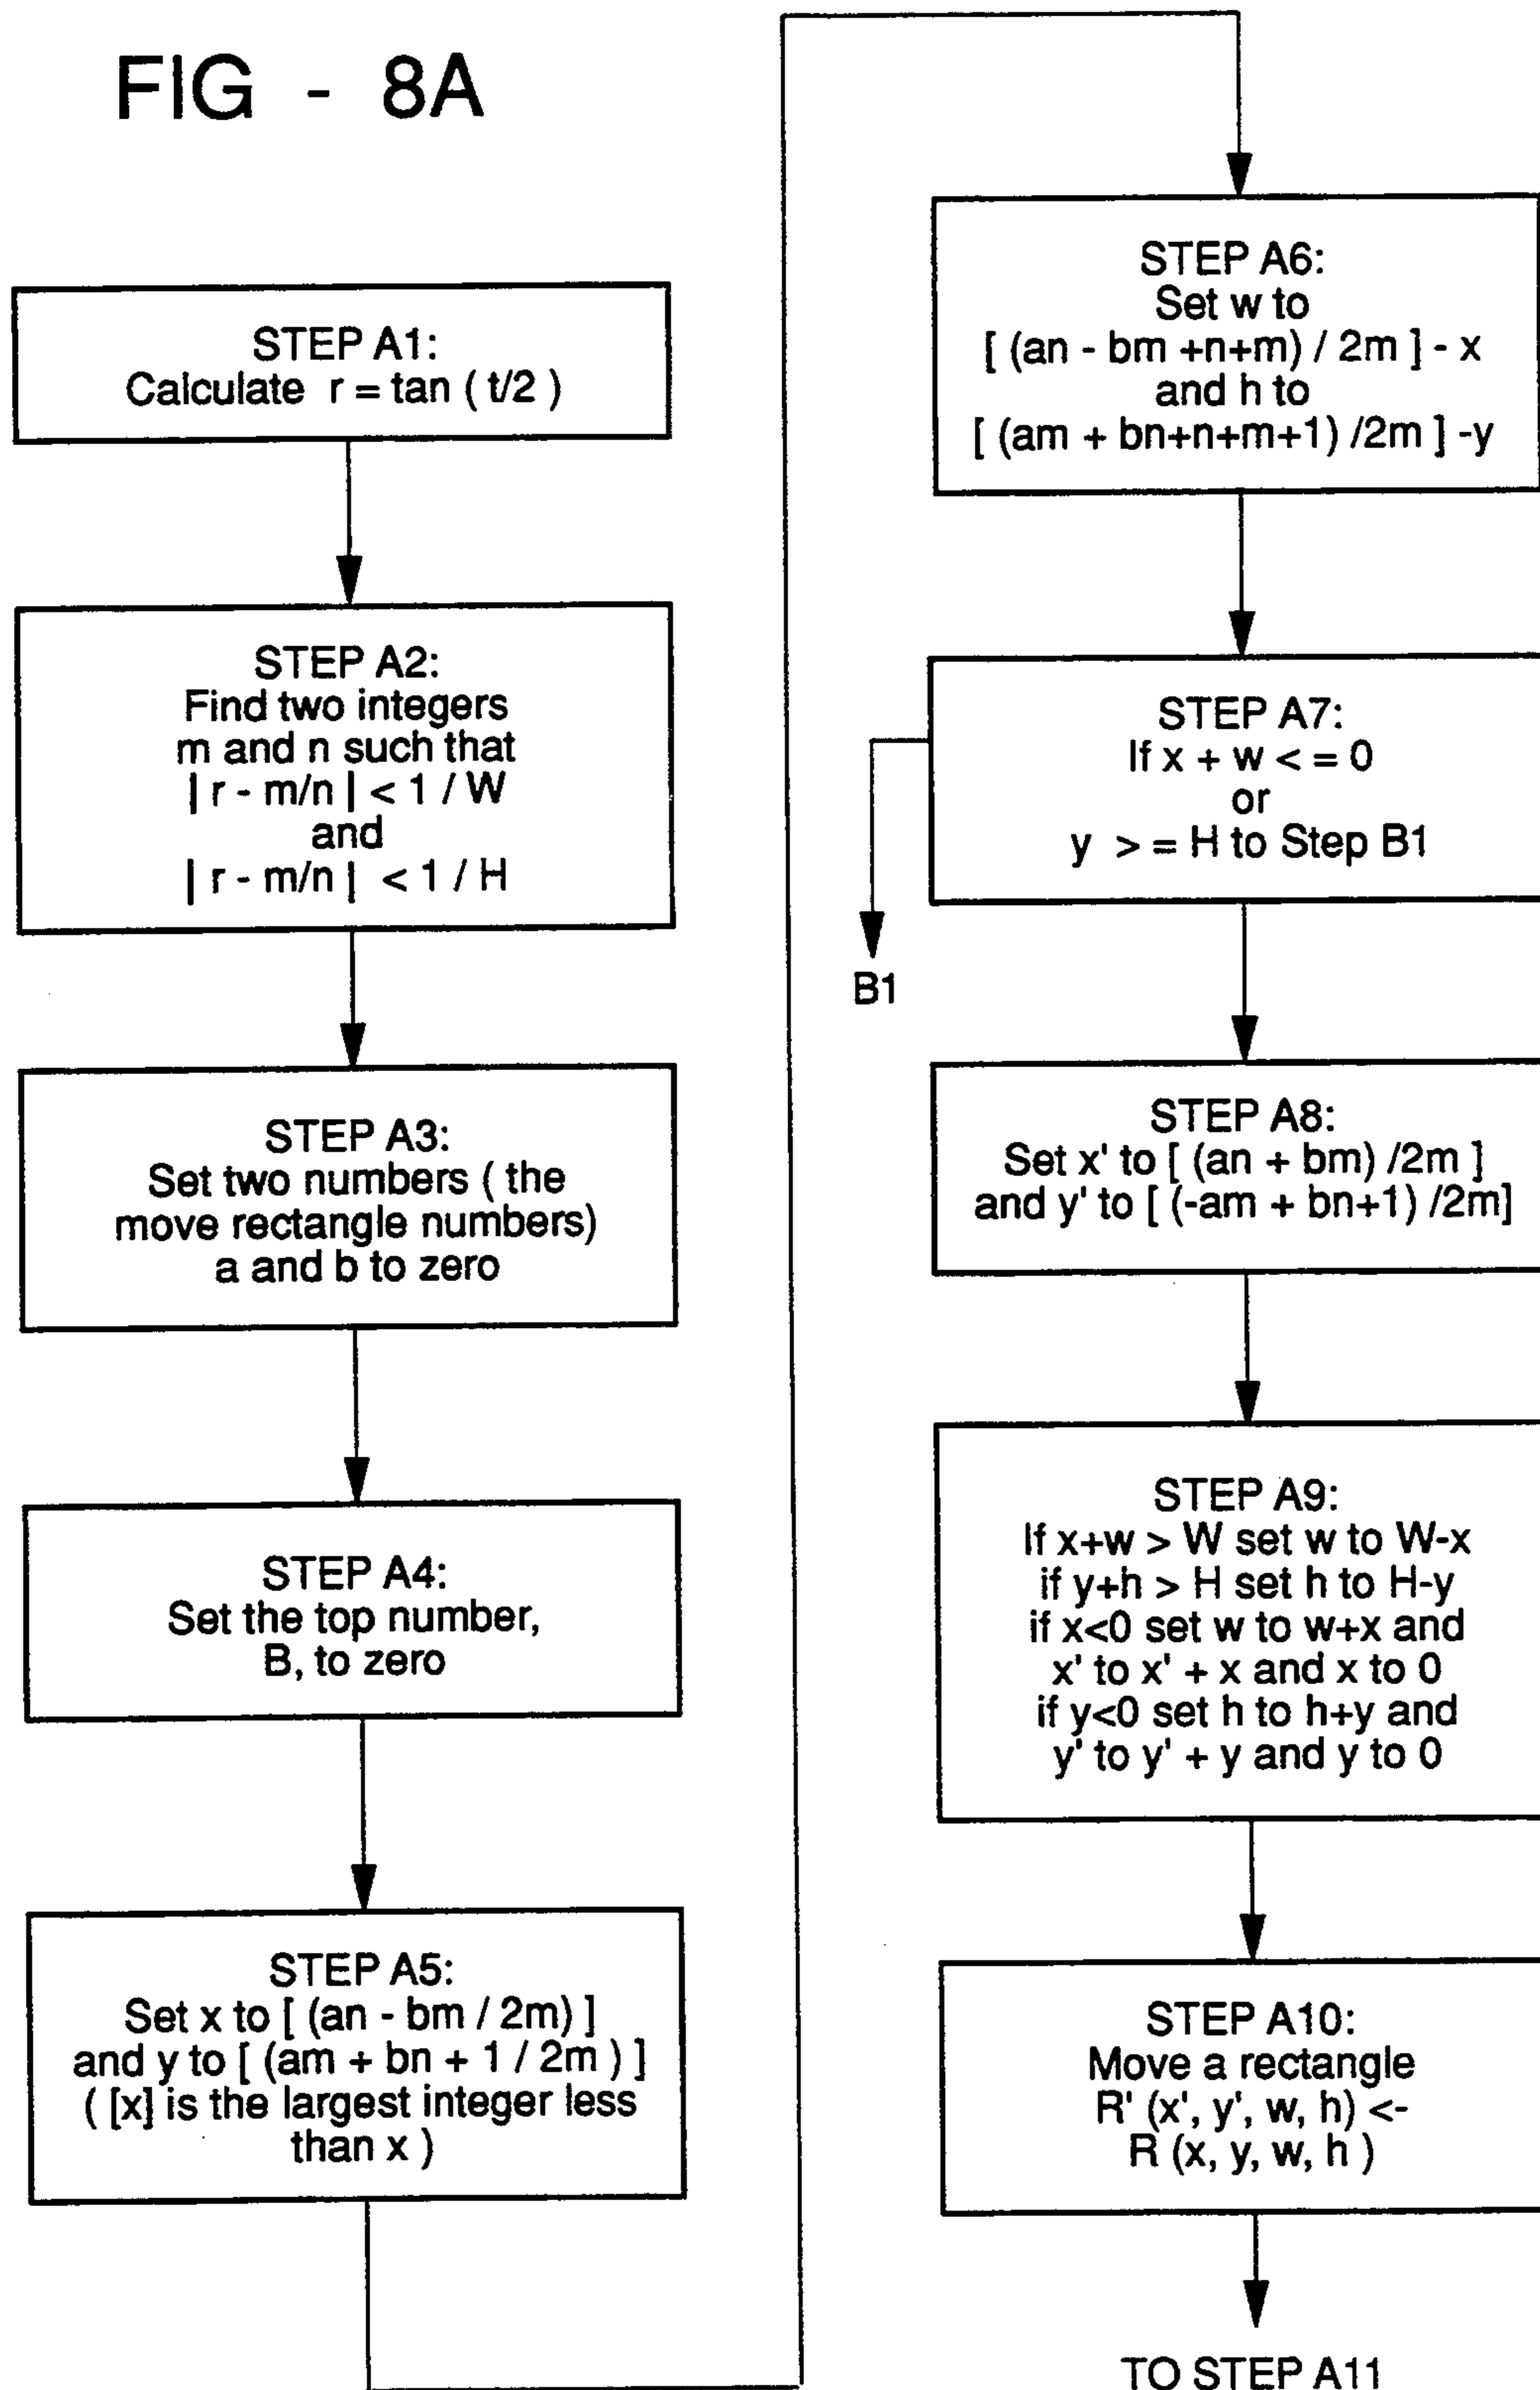 FIG - 8A
STEP A1:
Calculate r = tan ( t/2 )
STEP A2:
Find two integers
m and n such that
| r - m/n | < 1 / W
and
| r - m/n | < 1 / H
STEP A3:
Set two numbers ( the
move rectangle numbers)
a and b to zero
STEP A4:
Set the top number,
B, to zero
STEP A5:
Set x to [ (an - bm / 2m) ]
and y to [ (am + bn + 1 / 2m ) ]
( [x] is the largest integer less
than x )
STEP A6:
Set w to
[ (an - bm +n+m) / 2m ] - x
and h to
[ (am + bn+n+m+1) /2m ] -y
STEP A7:
If x + w < = 0
or
y > = H to Step B1
B1
STEP A8:
Set x' to [ (an + bm) /2m ]
and y' to [ (-am + bn+1) /2m]
STEP A9:
If x+w > W set w to W-x
if y+h > H set h to H-y
if x<0 set w to w+x and
x' to x' + x and x to 0
if y<0 set h to h+y and
y' to y' + y and y to 0
STEP A10:
Move a rectangle
R' (x', y', w, h) <-
R (x, y, w, h )
TO STEP A11